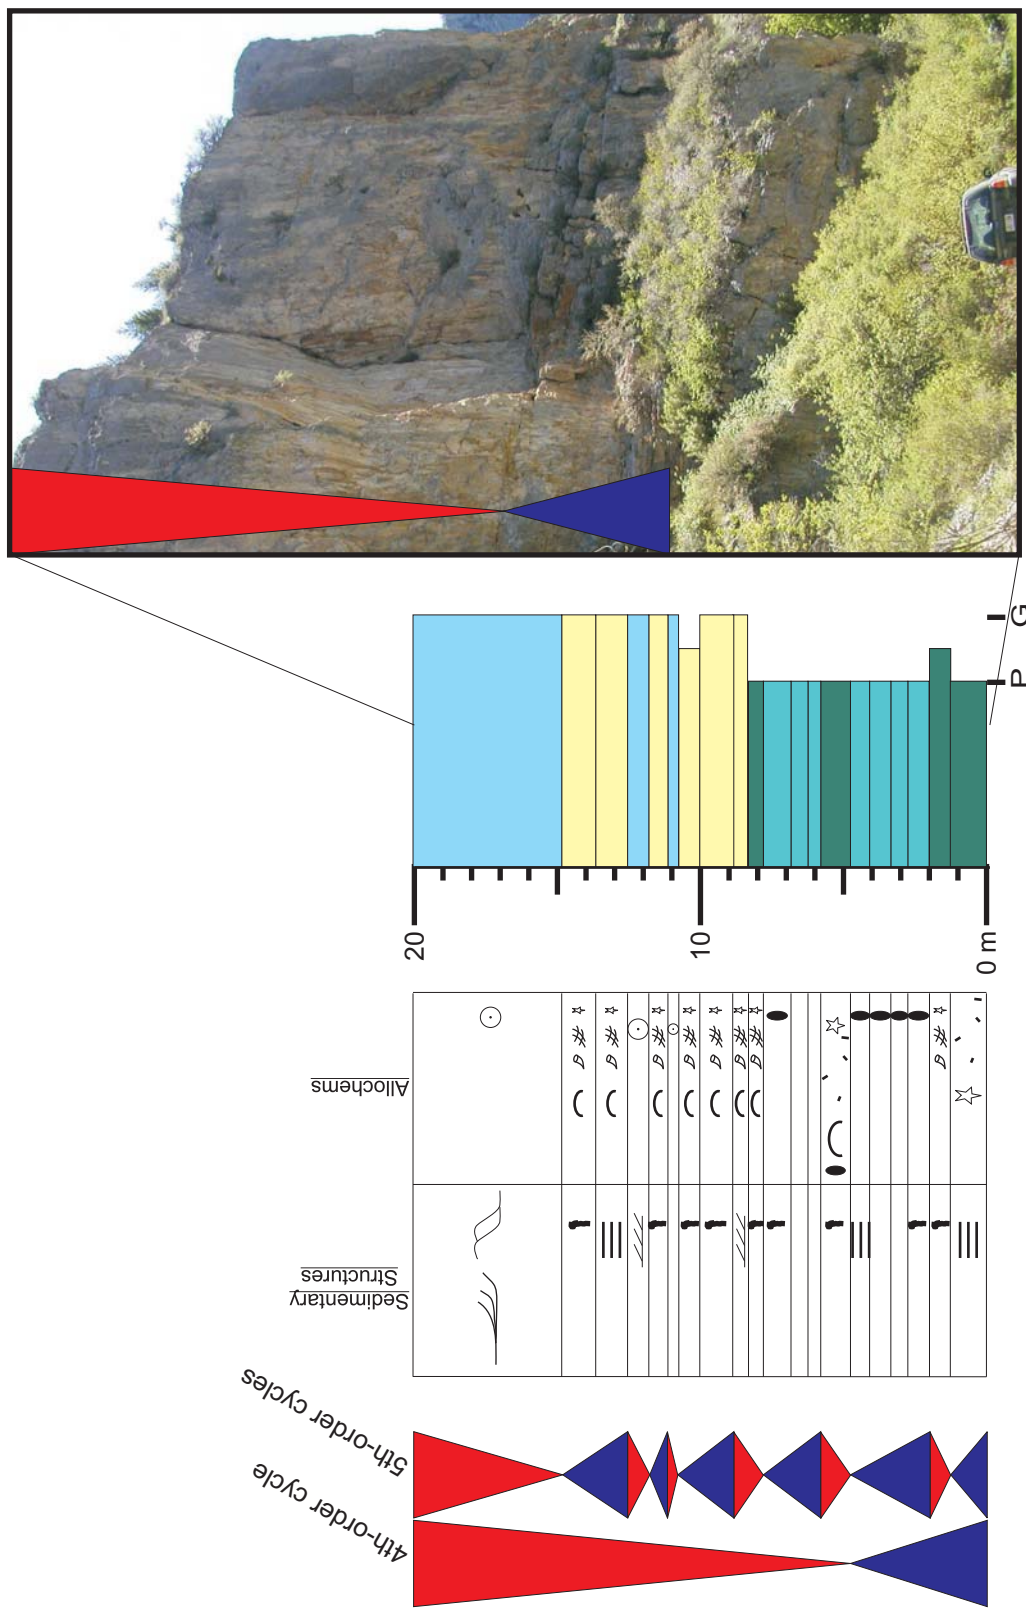 G
P
20
10
0 m
Allochems
Sedimentary
Structures
5th-order cycles
4th-order cycle